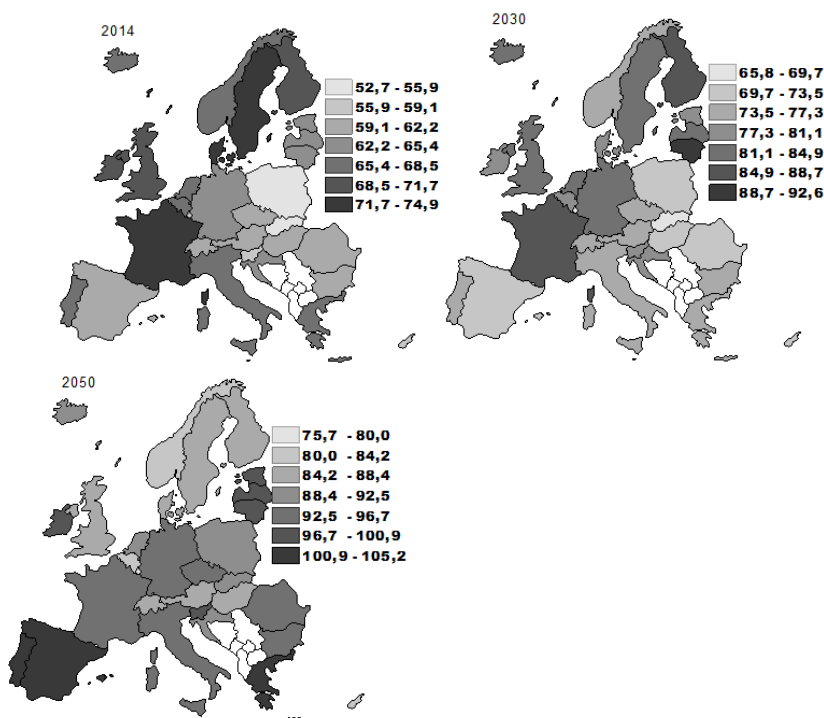 2014
52,7 - 55,9
55,9 - 59,1
59,1 - 62,2
62,2 - 65,4
65,4 - 68,5
68,5 - 71,7
71,7 - 74,9
2030
65,8 - 69,7
69,7 - 73,5
73,5 - 77,3
77,3 - 81,1
81,1 - 84,9
84,9 - 88,7
88,7 - 92,6
2050
75,7 - 80,0
80,0 - 84,2
84,2 - 88,4
88,4 - 92,5
92,5 - 96,7
96,7 - 100,9
100,9 - 105,2